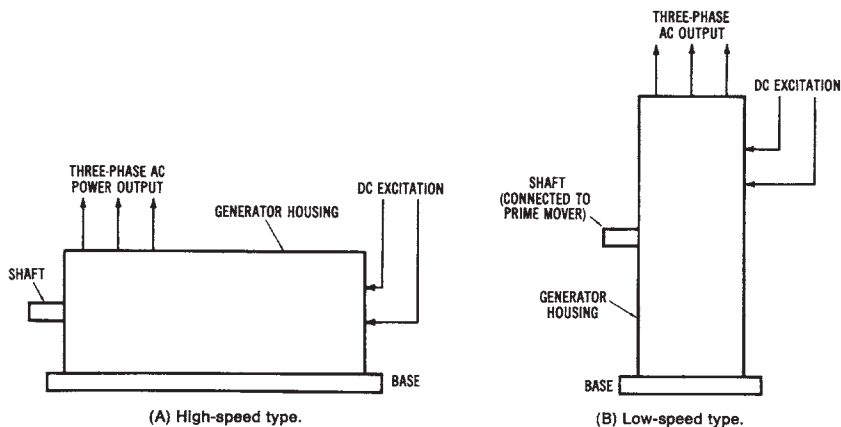 THREE-PHASE AC
POWER OUTPUT
DC EXCITATION
GENERATOR HOUSING
SHAFT
BASE
(A) High-speed type.
THREE-PHASE
AC OUTPUT
DC EXCITATION
SHAFT
(CONNECTED TO
PRIME MOVER)
GENERATOR
HOUSING
BASE
(B) Low-speed type.